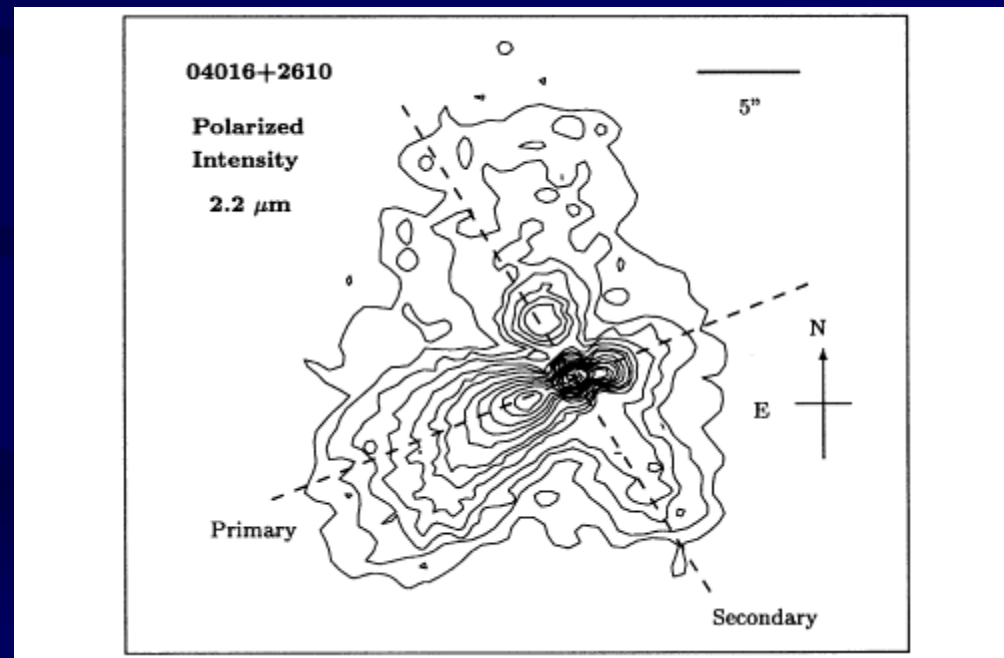 04016+2610
5”
Polarized
Intensity
2.2 μm
N
E
Primary
Secondary